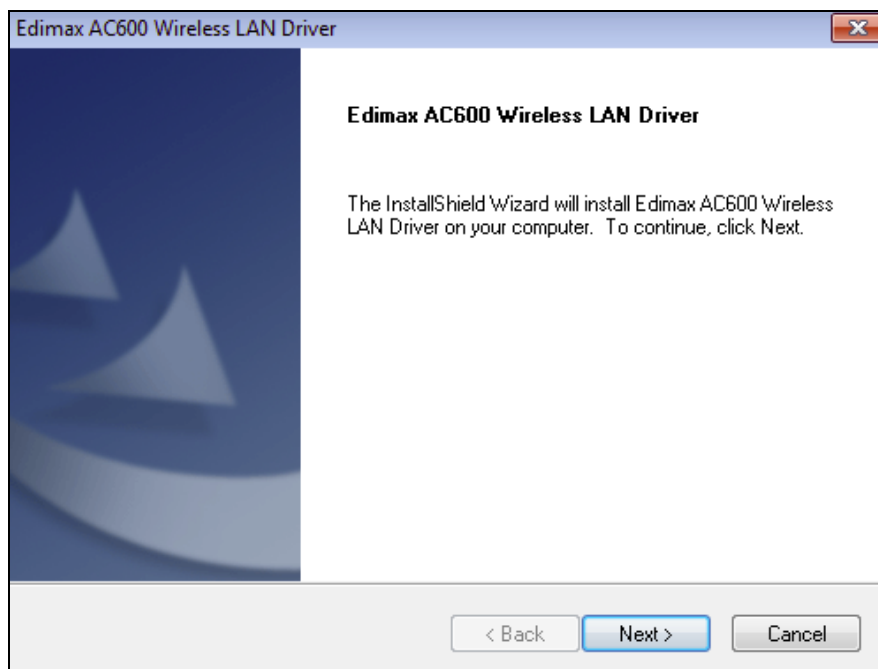 Edimax AC600 Wireless LAN Driver
Edimax AC600 Wireless LAN Driver
The InstallShield Wizard will install Edimax AC600 Wireless
LAN Driver on your computer. To continue, click Next.
< Back
Next >
Cancel